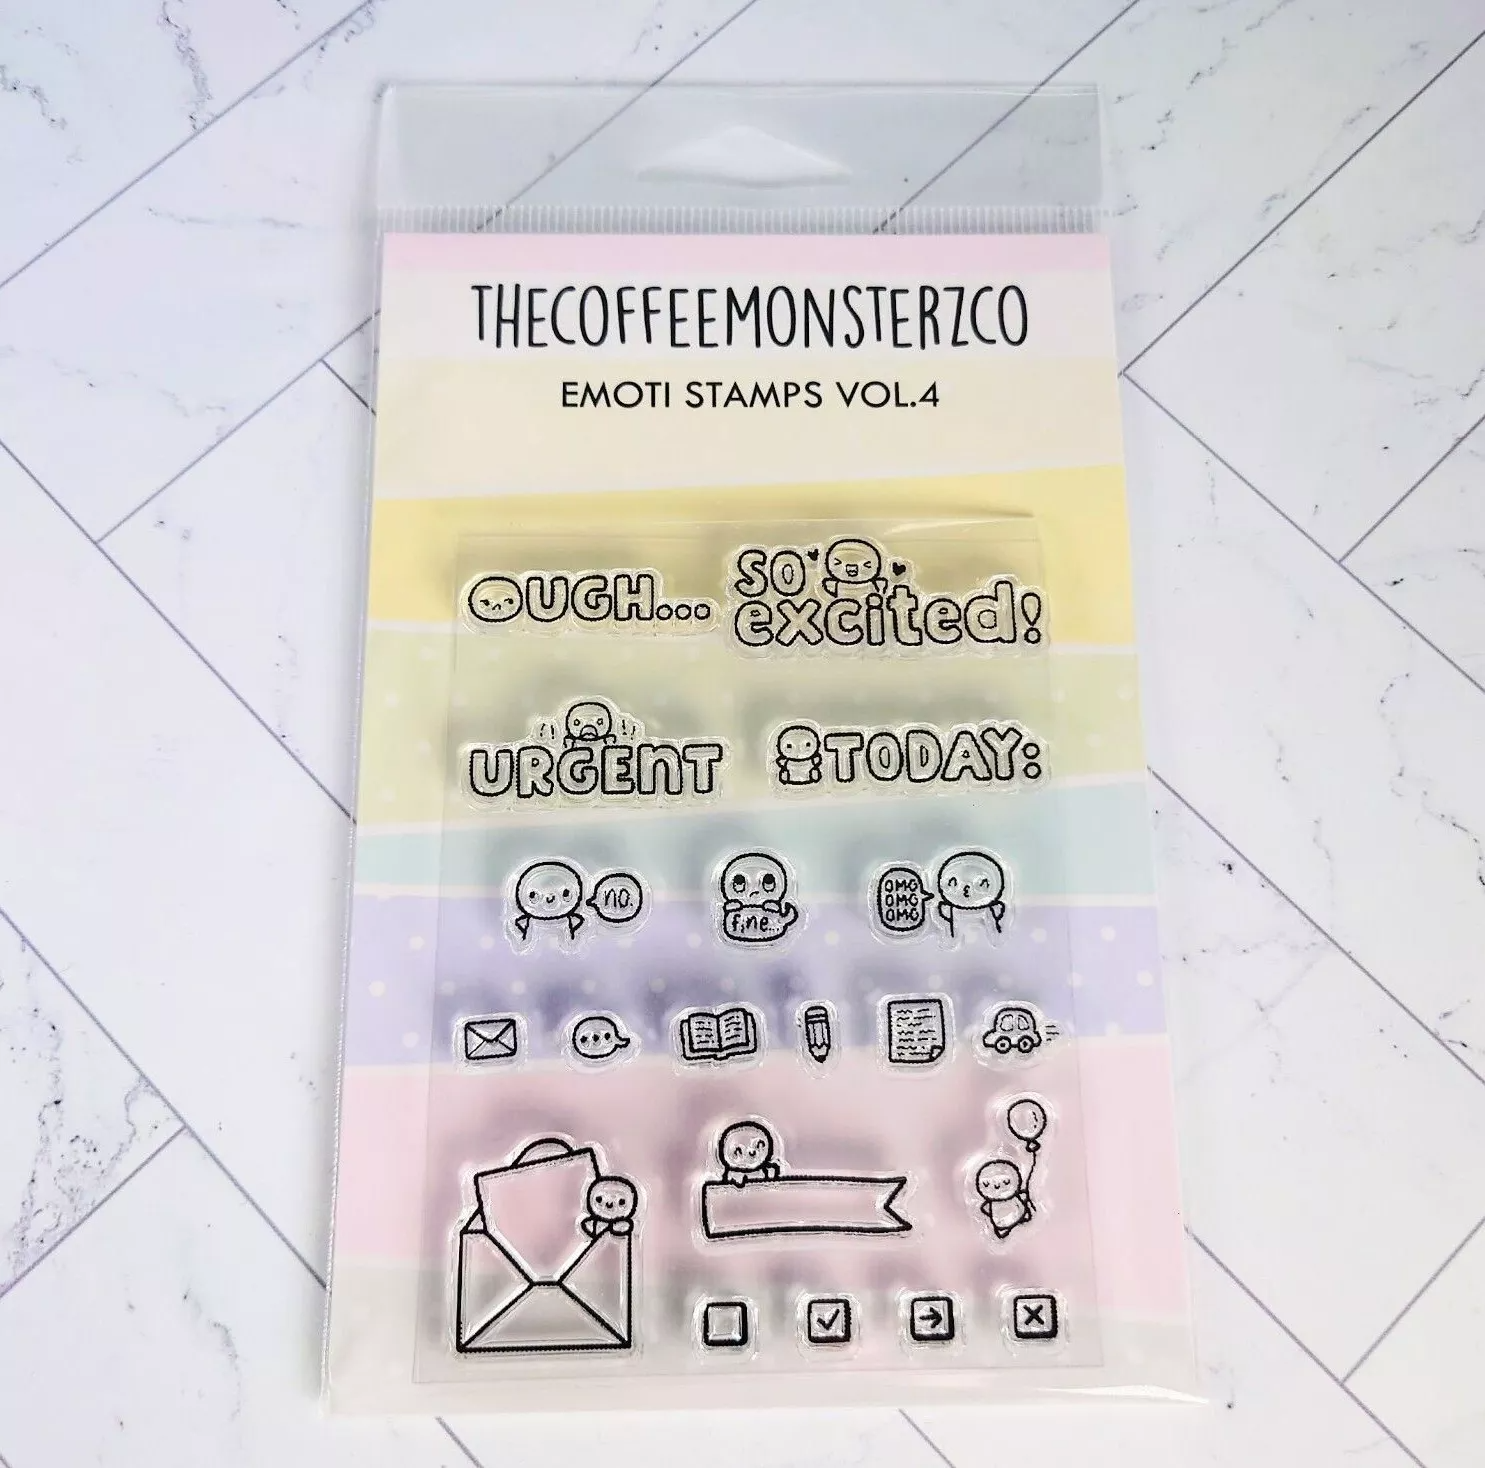 THECOFFEEMONSTERZCO
EMOTI STAMPS VOL.4
OUGH...
SO
excited!
URGENT
TODAY:
no.
fine...
OMG
OMG
OMG